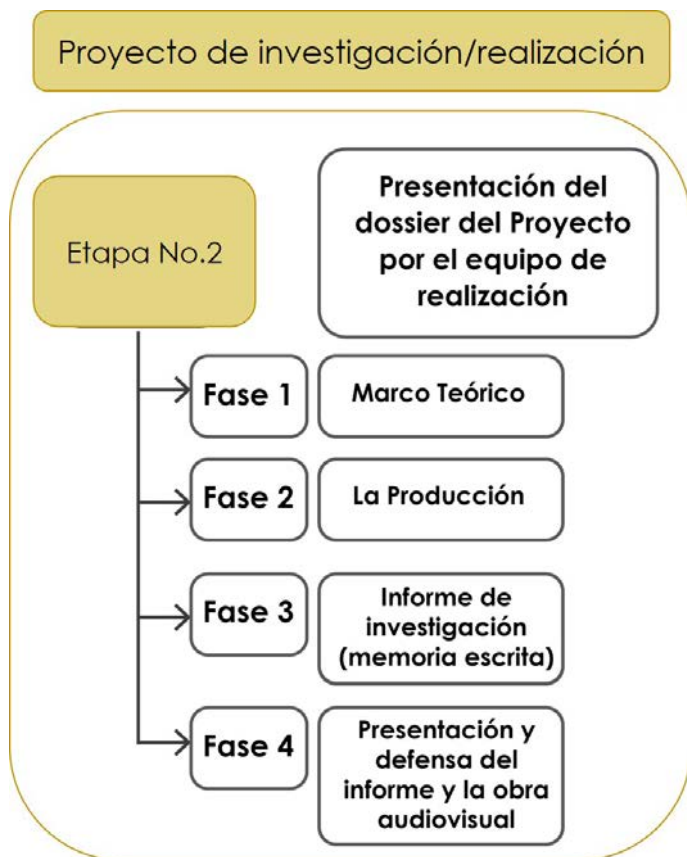 Proyecto de investigación/realización
Etapa No.2
Presentación del
dossier del Proyecto
por el equipo de
realización
Fase 1
Marco Teórico
Fase 2
La Producción
Fase 3
Informe de
investigación
(memoria escrita)
Fase 4
Presentación y
defensa del
informe y la obra
audiovisual